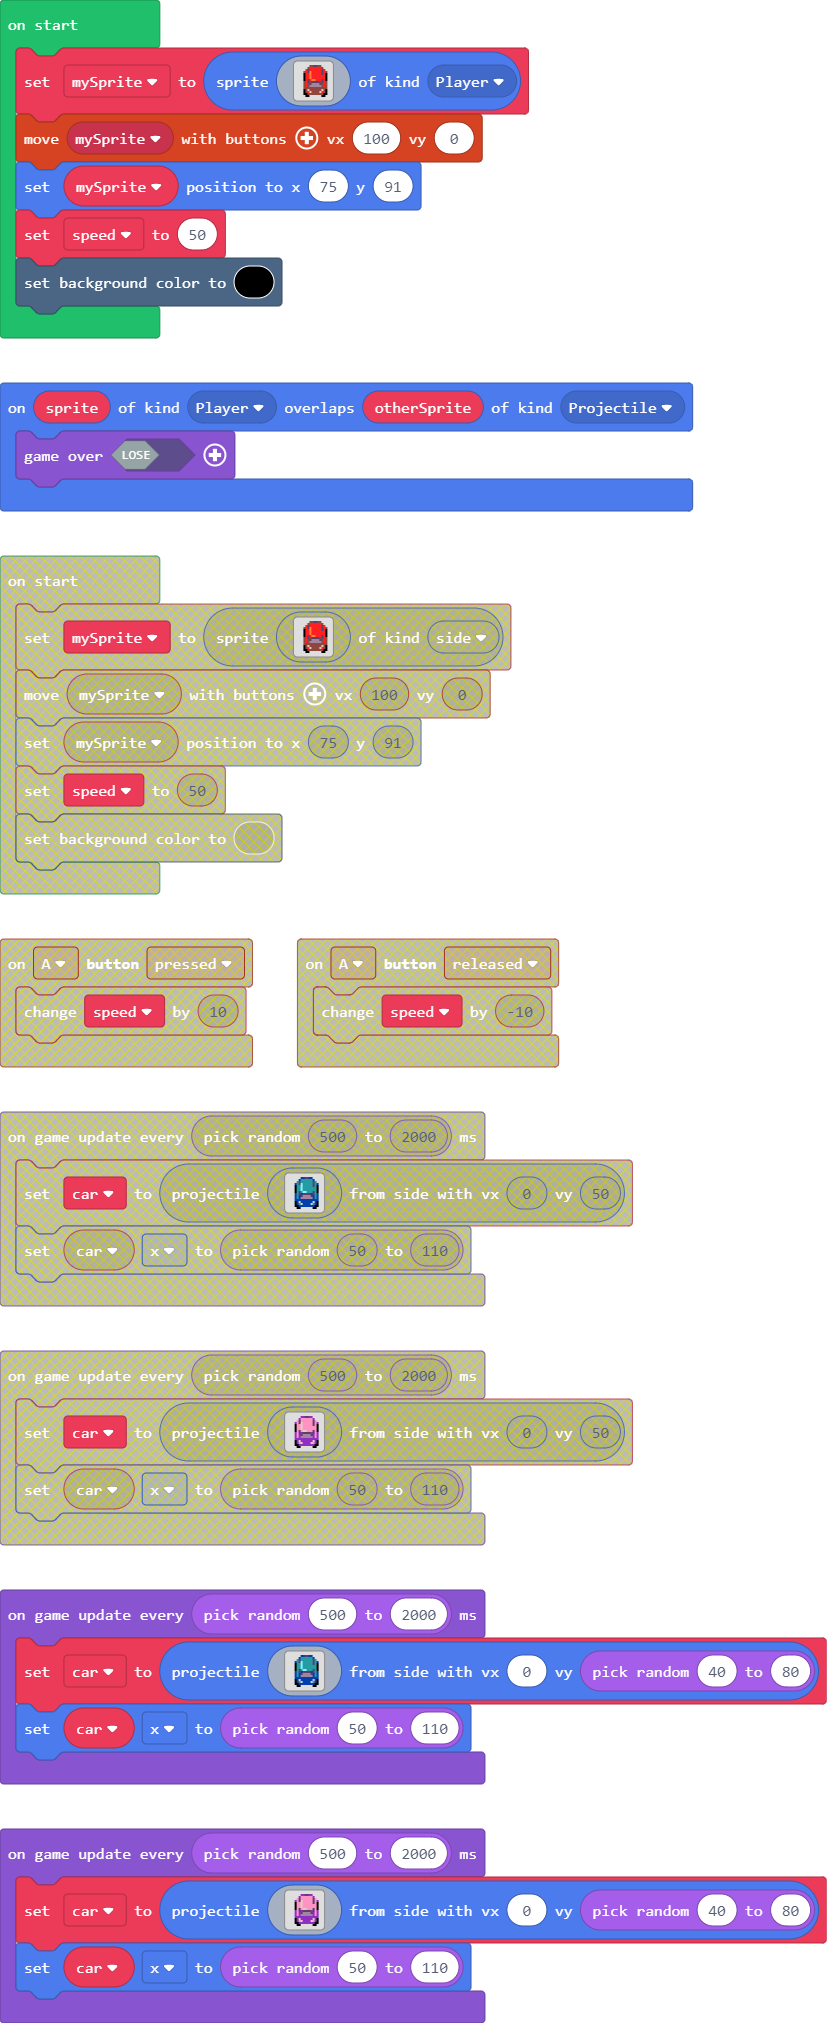 on start
set mySprite to sprite of kind Player
move mySprite with buttons vx 100 vy 0
set mySprite position to x 75 y 91
set speed to 50
set background color to
on sprite of kind Player overlaps otherSprite of kind Projectile
game over LOSE
on start
set mySprite to sprite of kind side
move mySprite with buttons vx 100 vy 0
set mySprite position to x 75 y 91
set speed to 50
set background color to
on A button pressed
change speed by 10
on A button released
change speed by -10
on game update every pick random 500 to 2000 ms
set car to projectile from side with vx 0 vy 50
set car x to pick random 50 to 110
on game update every pick random 500 to 2000 ms
set car to projectile from side with vx 0 vy 50
set car x to pick random 50 to 110
on game update every pick random 500 to 2000 ms
set car to projectile from side with vx 0 vy pick random 40 to 80
set car x to pick random 50 to 110
on game update every pick random 500 to 2000 ms
set car to projectile from side with vx 0 vy pick random 40 to 80
set car x to pick random 50 to 110